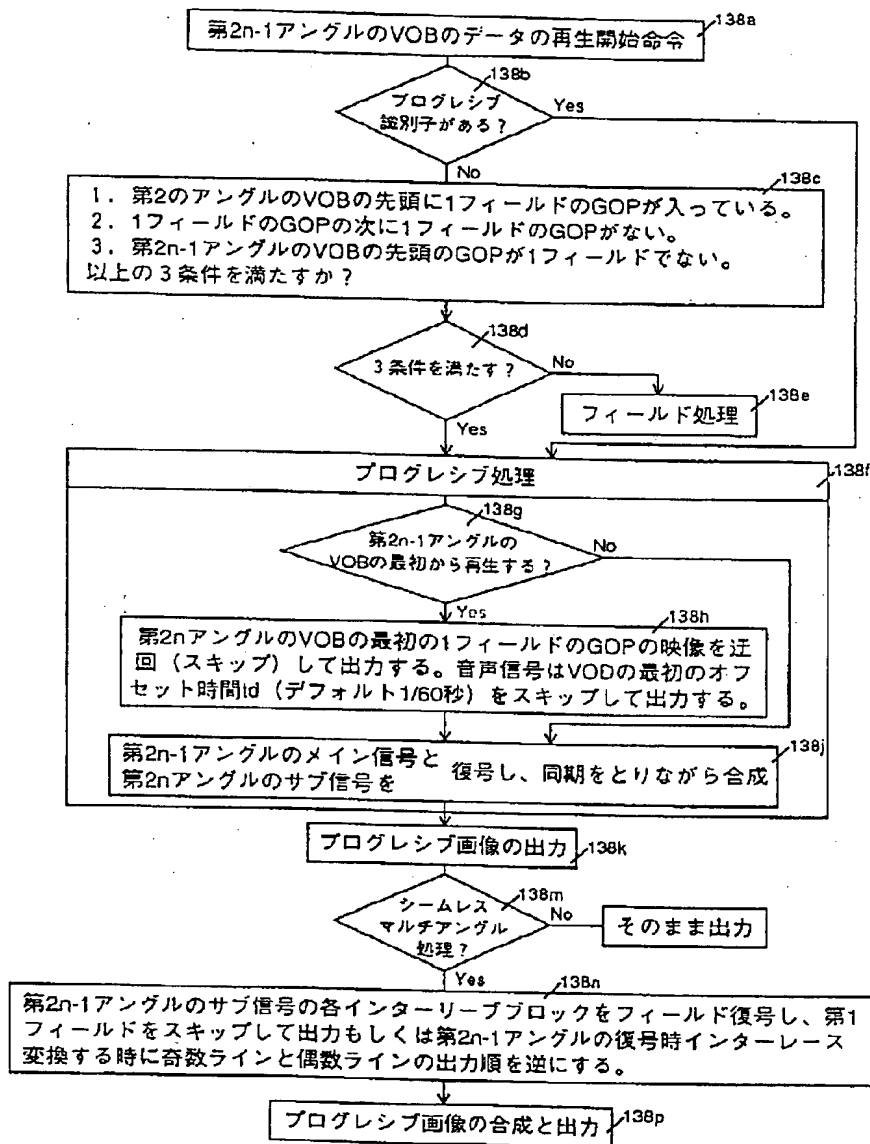 138a
第2n-1アングルのVOBのデータの再生開始命令
138b
プログレシブ
識別子がある？
Yes
No
138c
1．第2のアングルのVOBの先頭に1フィールドのGOPが入っている。
2．1フィールドのGOPの次に1フィールドのGOPがない。
3．第2n-1アングルのVOBの先頭のGOPが1フィールドでない。
以上の3条件を満たすか？
138d
3条件を満たす？
No
Yes
138e
フィールド処理
プログレシブ処理
138f
138g
第2n-1アングルの
VOBの最初から再生する？
No
Yes
138h
第2nアングルのVOBの最初の1フィールドのGOPの映像を迂
回（スキップ）して出力する。音声信号はVODの最初のオフ
セット時間td（デフォルト1/60秒）をスキップして出力する。
138j
第2n-1アングルのメイン信号と
第2nアングルのサブ信号を
復号し、同期をとりながら合成
プログレシブ画像の出力
138k
138m
シームレス
マルチアングル
処理？
No
そのまま出力
Yes
138n
第2n-1アングルのサブ信号の各インターリーブブロックをフィールド復号し、第1
フィールドをスキップして出力もしくは第2n-1アングルの復号時インターレース
変換する時に奇数ラインと偶数ラインの出力順を逆にする。
プログレシブ画像の合成と出力
138p